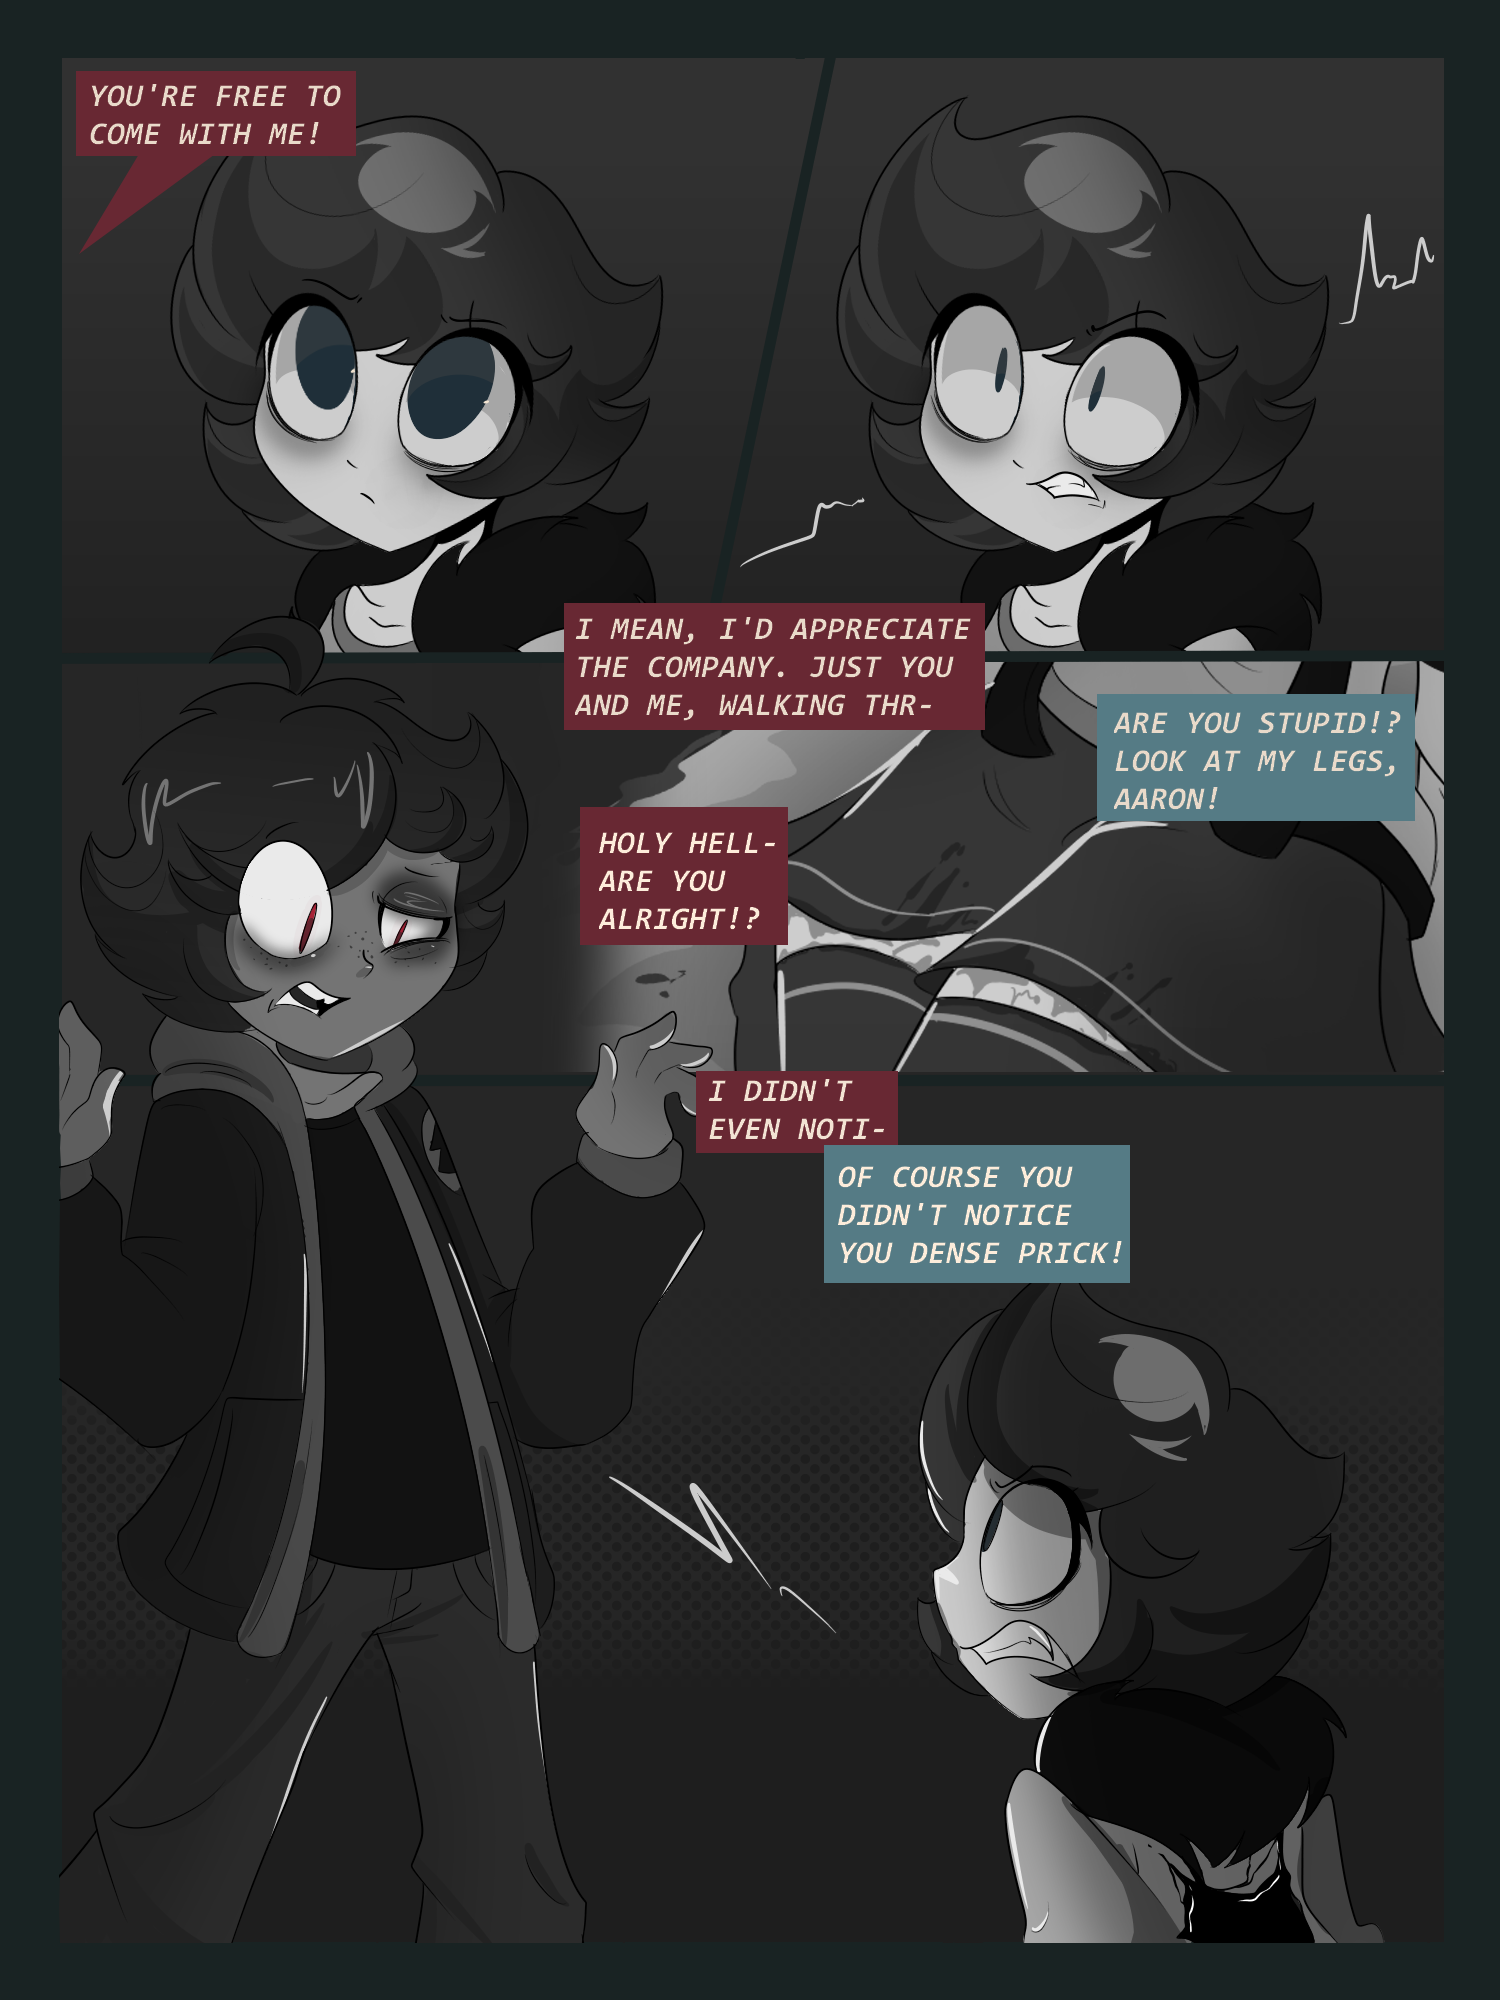 YOU'RE FREE TO
COME WITH ME!
I MEAN, I'D APPRECIATE
THE COMPANY. JUST YOU
AND ME, WALKING THR-
ARE YOU STUPID!?
LOOK AT MY LEGS,
AARON!
HOLY HELL-
ARE YOU
ALRIGHT!?
I DIDN'T
EVEN NOTI-
OF COURSE YOU
DIDN'T NOTICE
YOU DENSE PRICK!